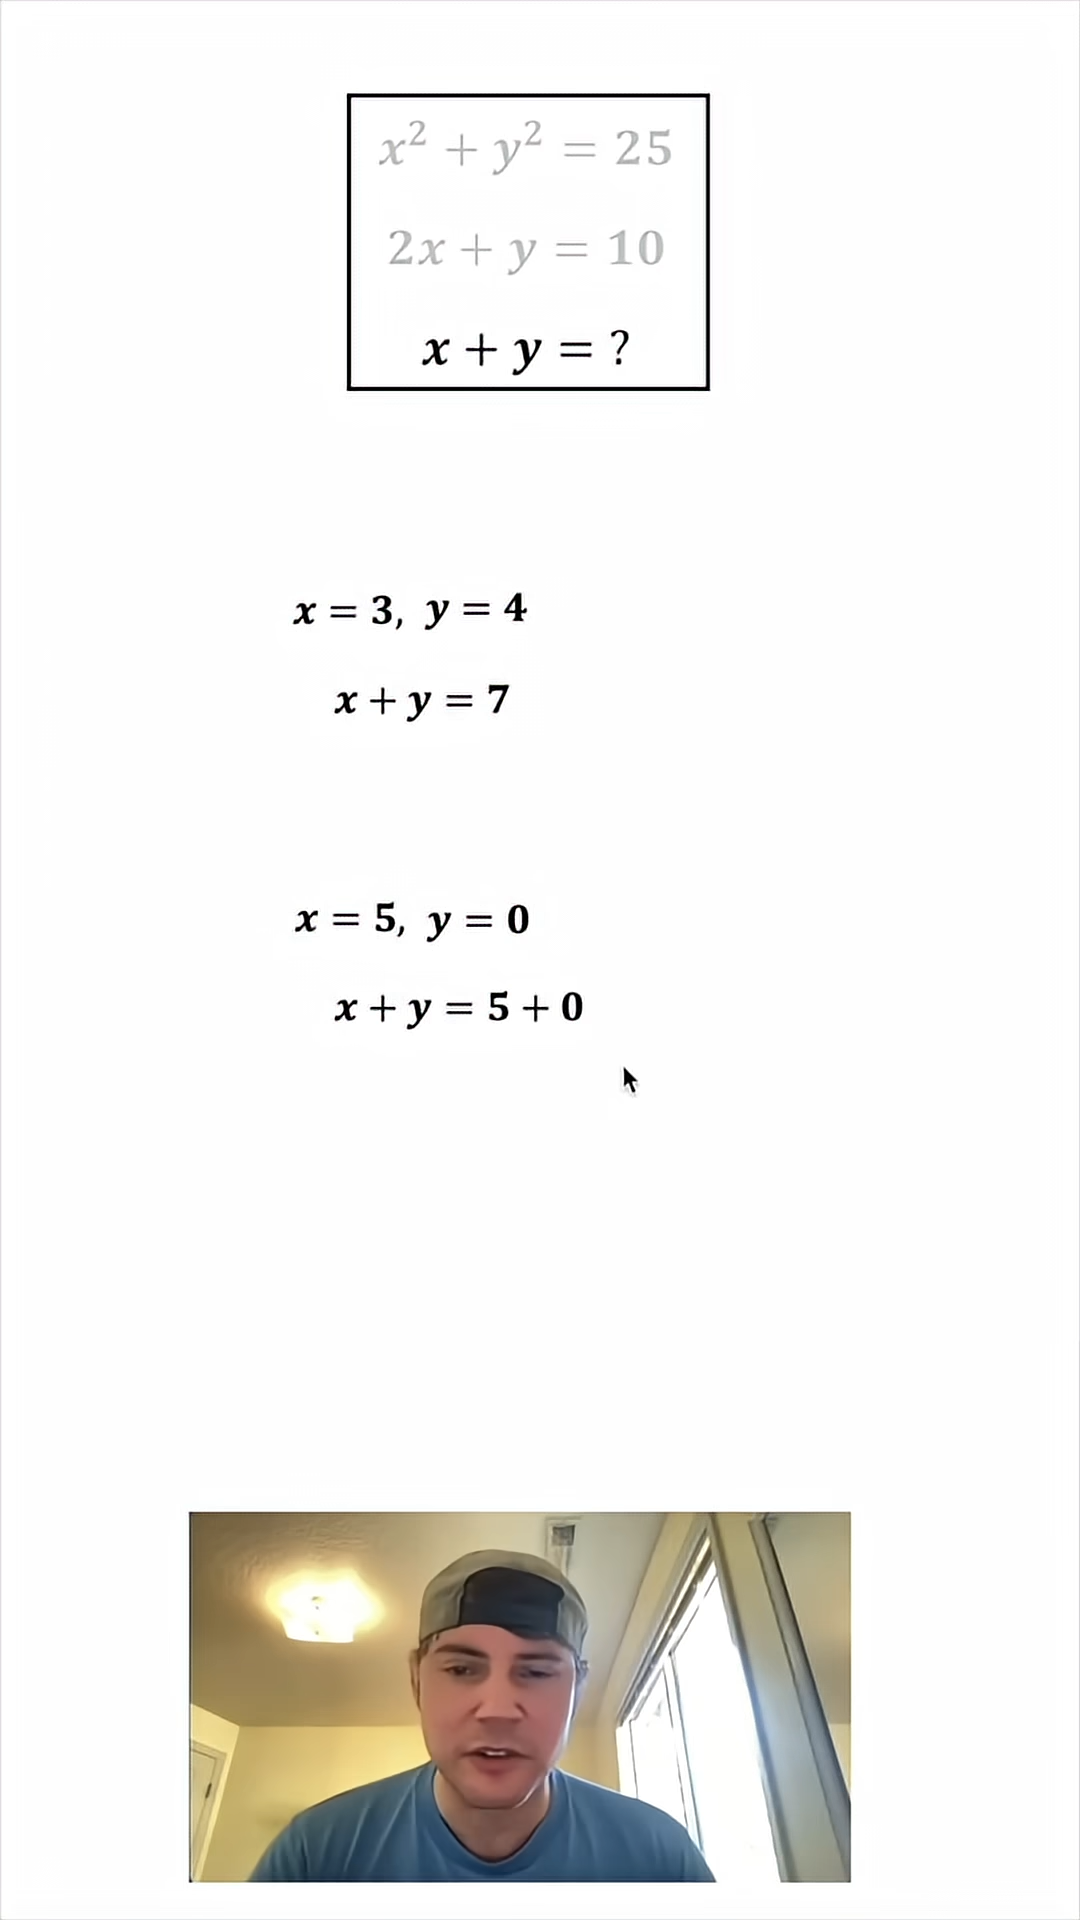 x² + y² = 25
2x + y = 10
x + y = ?
x = 3, y = 4
x + y = 7
x = 5, y = 0
x + y = 5 + 0